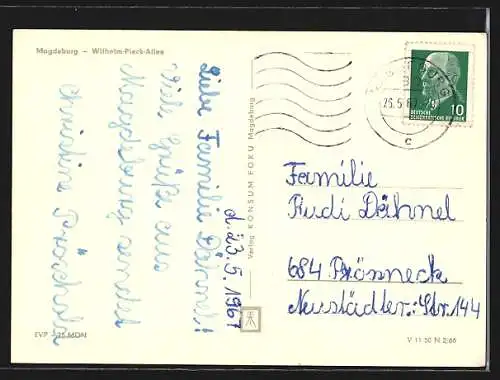 Magdeburg – Wilhelm-Pieck-Allee
d. 23.5.1967
Liebe Familie Dähnel!
Viele Grüße aus
Magdeburg sendet
Christine
Verlag KONSUM FOKU Magdeburg
25.5.67
c
10
DEUTSCHE
DEMOKRATISCHE REPUBLIK
Familie
Rudi Dähnel
684 Pössneck
Neustädter-Str. 144
EVP MDN
V 11 50 N 2/66